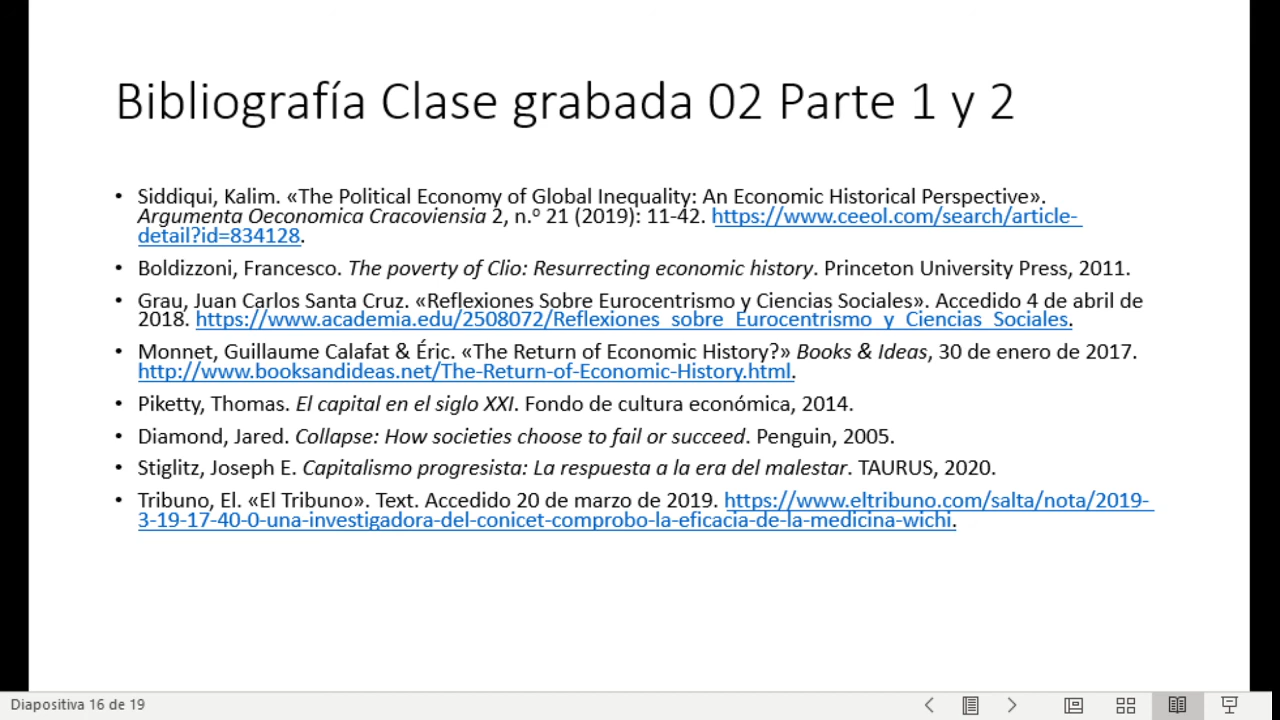 Bibliografía Clase grabada 02 Parte 1 y 2
• Siddiqui, Kalim. «The Political Economy of Global Inequality: An Economic Historical Perspective».
Argumenta Oeconomica Cracoviensia 2, n.º 21 (2019): 11-42. https://www.ceeol.com/search/article-
detail?id=834128.
• Boldizzoni, Francesco. The poverty of Clio: Resurrecting economic history. Princeton University Press, 2011.
• Grau, Juan Carlos Santa Cruz. «Reflexiones Sobre Eurocentrismo y Ciencias Sociales». Accedido 4 de abril de
2018. https://www.academia.edu/2508072/Reflexiones_sobre_Eurocentrismo_y_Ciencias_Sociales.
• Monnet, Guillaume Calafat & Éric. «The Return of Economic History?» Books & Ideas, 30 de enero de 2017.
http://www.booksandideas.net/The-Return-of-Economic-History.html.
• Piketty, Thomas. El capital en el siglo XXI. Fondo de cultura económica, 2014.
• Diamond, Jared. Collapse: How societies choose to fail or succeed. Penguin, 2005.
• Stiglitz, Joseph E. Capitalismo progresista: La respuesta a la era del malestar. TAURUS, 2020.
• Tribuno, El. «El Tribuno». Text. Accedido 20 de marzo de 2019. https://www.eltribuno.com/salta/nota/2019-
3-19-17-40-0-una-investigadora-del-conicet-comprobo-la-eficacia-de-la-medicina-wichi.
Diapositiva 16 de 19